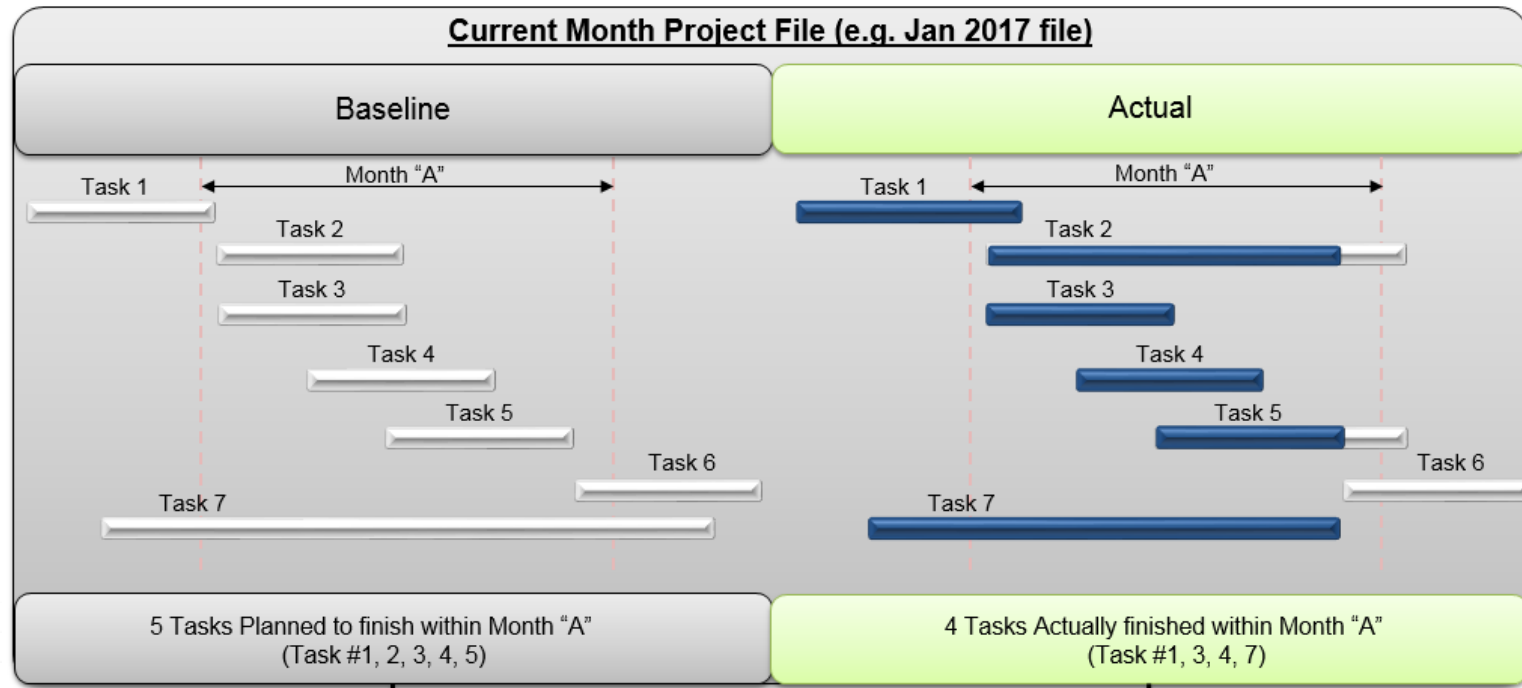 Current Month Project File (e.g. Jan 2017 file)
Baseline
Actual
Month “A”
Task 1
Task 2
Task 3
Task 4
Task 5
Task 6
Task 7
Month “A”
Task 1
Task 2
Task 3
Task 4
Task 5
Task 6
Task 7
5 Tasks Planned to finish within Month “A”
(Task #1, 2, 3, 4, 5)
4 Tasks Actually finished within Month “A”
(Task #1, 3, 4, 7)